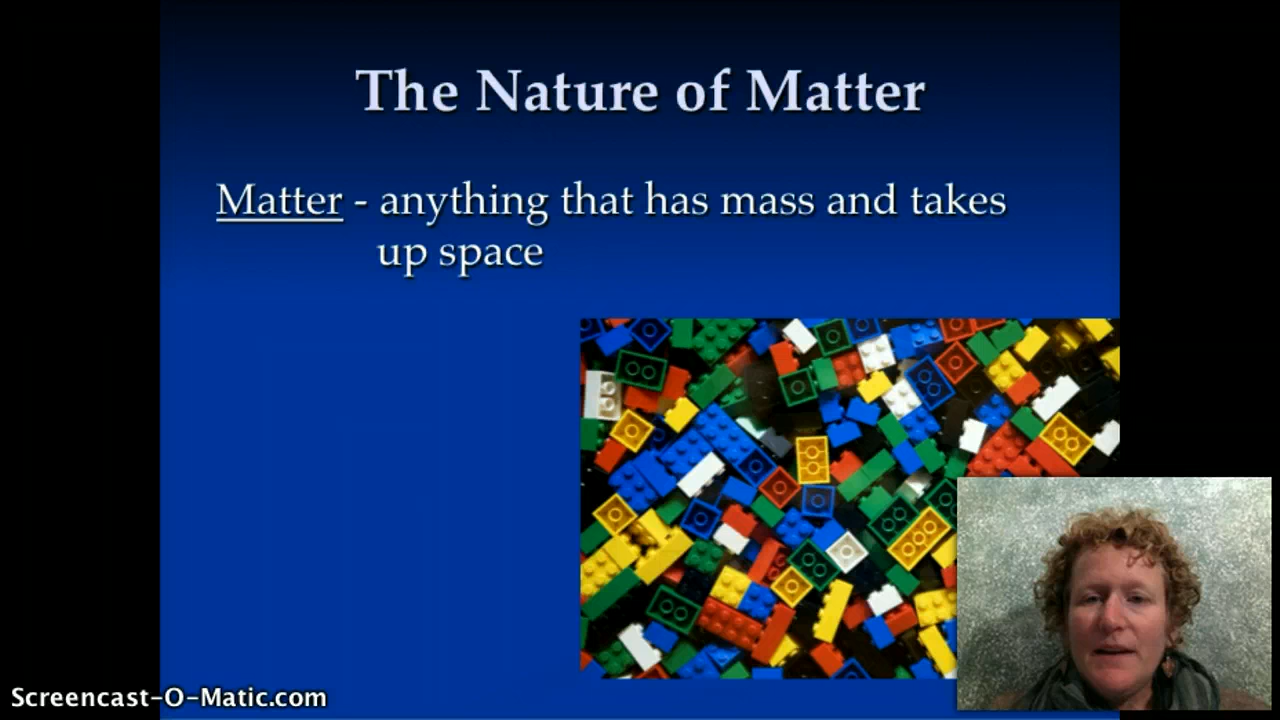 The Nature of Matter
Matter - anything that has mass and takes
up space
Screencast-O-Matic.com